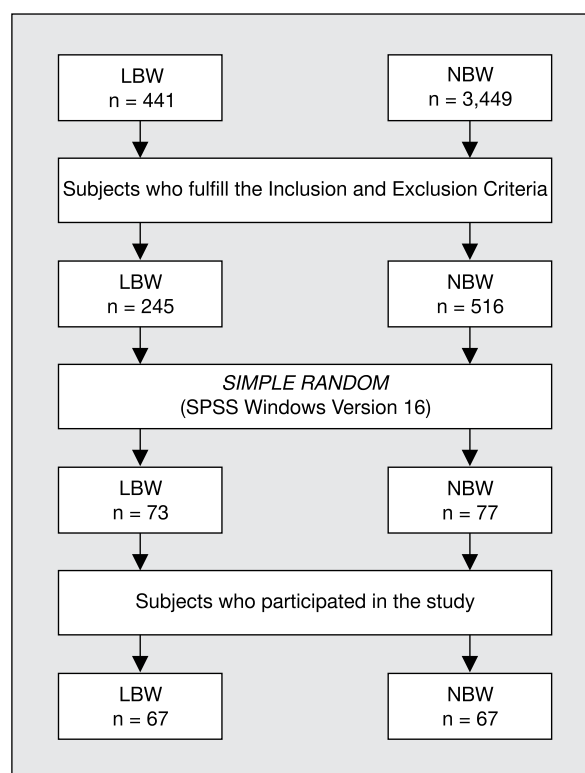 LBW
n = 441
NBW
n = 3,449
Subjects who fulfill the Inclusion and Exclusion Criteria
LBW
n = 245
NBW
n = 516
SIMPLE RANDOM
(SPSS Windows Version 16)
LBW
n = 73
NBW
n = 77
Subjects who participated in the study
LBW
n = 67
NBW
n = 67